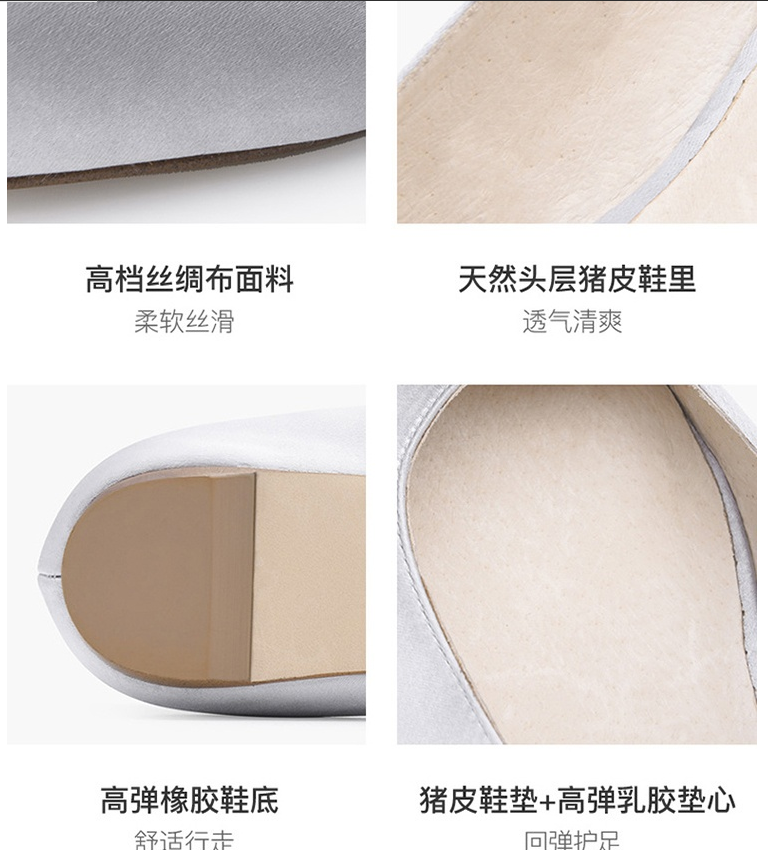 高档丝绸布面料
柔软丝滑
天然头层猪皮鞋里
透气清爽
高弹橡胶鞋底
舒适行走
猪皮鞋垫+高弹乳胶垫心
回弹护足